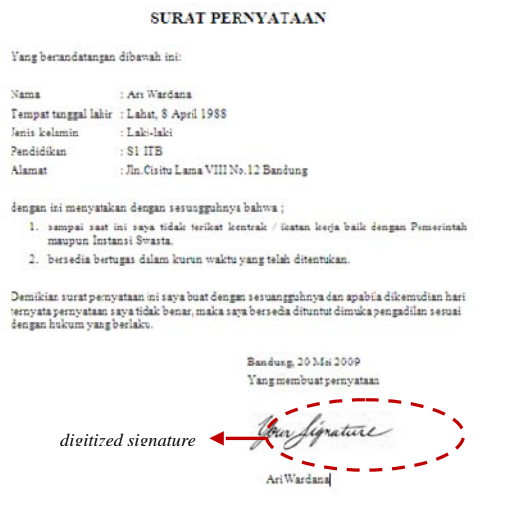 SURAT PERNYATAAN
Yang bertandatangan dibawah ini:
Nama : Ari Wardana
Tempat tanggal lahir : Lahat, 8 April 1988
Jenis kelamin : Laki-laki
Pendidikan : S1 ITB
Alamat : Jln.Cisitu Lama VIII No.12 Bandung
dengan ini menyatakan dengan sesungguhnya bahwa ;
1. sampai saat ini saya tidak terikat kontrak / ikatan kerja baik dengan Pemerintah
maupun Instansi Swasta.
2. bersedia bertugas dalam kurun waktu yang telah ditentukan.
Demikian surat pernyataan ini saya buat dengan sesuangguhnya dan apabila dikemudian hari
ternyata pernyataan saya tidak benar, maka saya bersedia dituntut dimuka pengadilan sesuai
dengan hukum yang berlaku.
Bandung, 20 Mei 2009
Yang membuat pernyataan
digitized signature
Your Signature
Ari Wardana